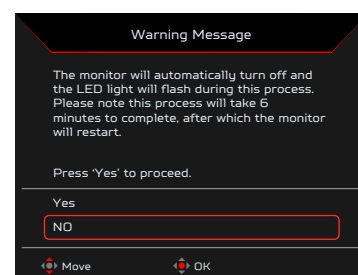 Warning Message
The monitor will automatically turn off and
the LED light will flash during this process.
Please note this process will take 6
minutes to complete, after which the monitor
will restart.
Press 'Yes' to proceed.
Yes
NO
Move OK